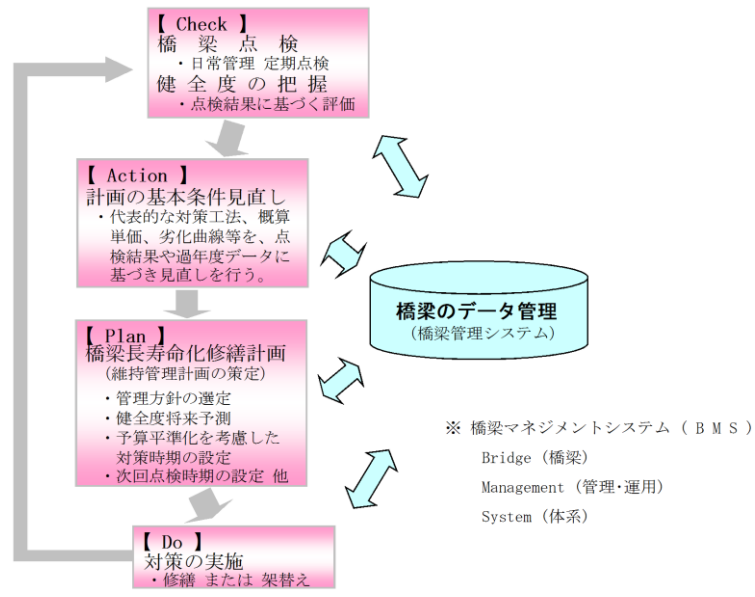 【 Check 】
橋 梁 点 検
・日常管理 定期点検
健 全 度 の 把 握
・点検結果に基づく評価
【 Action 】
計画の基本条件見直し
・代表的な対策工法、概算
単価、劣化曲線等を、点
検結果や過年度データに
基づき見直しを行う。
【 Plan 】
橋梁長寿命化修繕計画
(維持管理計画の策定)
・管理方針の選定
・健全度将来予測
・予算平準化を考慮した
対策時期の設定
・次回点検時期の設定 他
【 Do 】
対策の実施
・修繕 または 架替え
橋梁のデータ管理
(橋梁管理システム)
※ 橋梁マネジメントシステム ( B M S )
Bridge (橋梁)
Management (管理・運用)
System (体系)